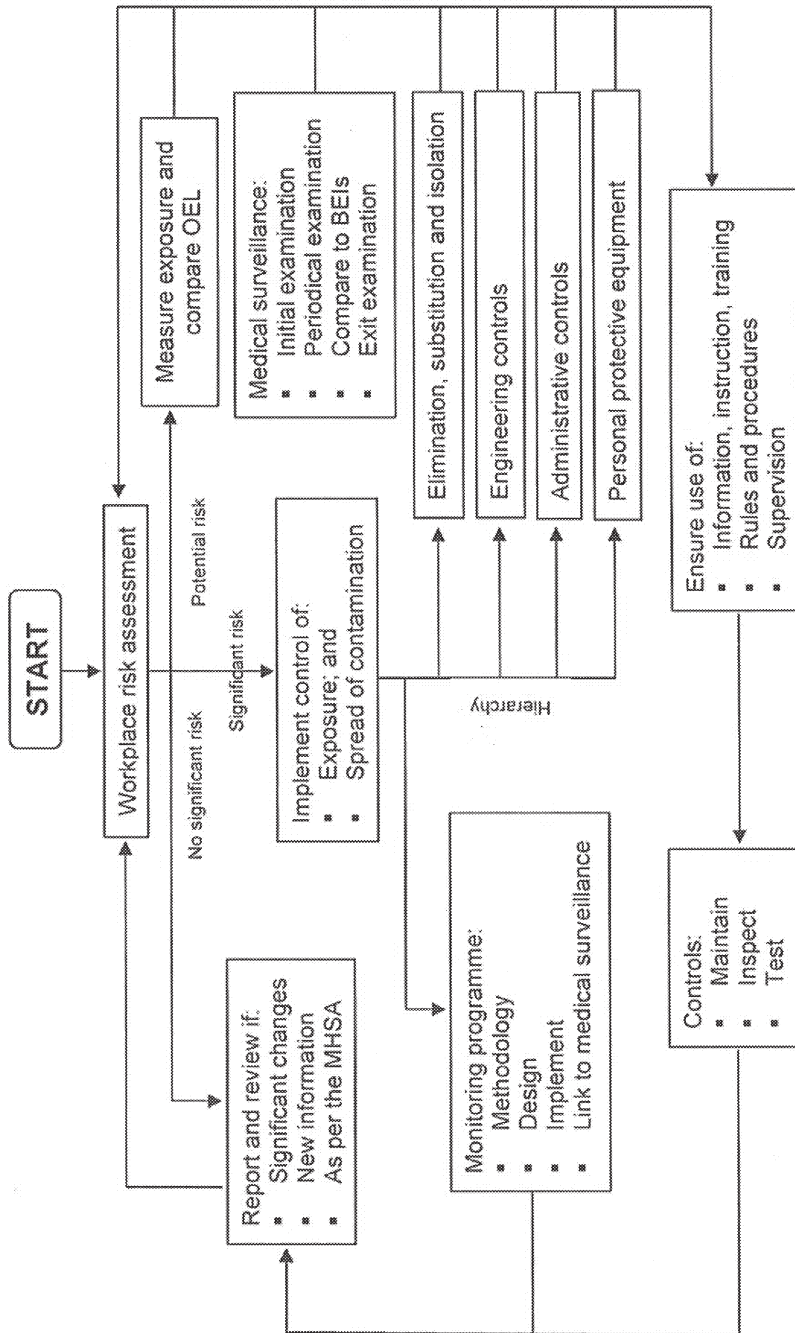 START
Workplace risk assessment
No significant risk
Significant risk
Potential risk
Report and review if:
▪ Significant changes
▪ New information
▪ As per the MHSA
Implement control of:
▪ Exposure; and
▪ Spread of contamination
Measure exposure and
compare OEL
Medical surveillance:
▪ Initial examination
▪ Periodical examination
▪ Compare to BEIs
▪ Exit examination
Hierarchy
Elimination, substitution and isolation
Engineering controls
Administrative controls
Personal protective equipment
Monitoring programme:
▪ Methodology
▪ Design
▪ Implement
▪ Link to medical surveillance
Controls:
▪ Maintain
▪ Inspect
▪ Test
Ensure use of:
▪ Information, instruction, training
▪ Rules and procedures
▪ Supervision